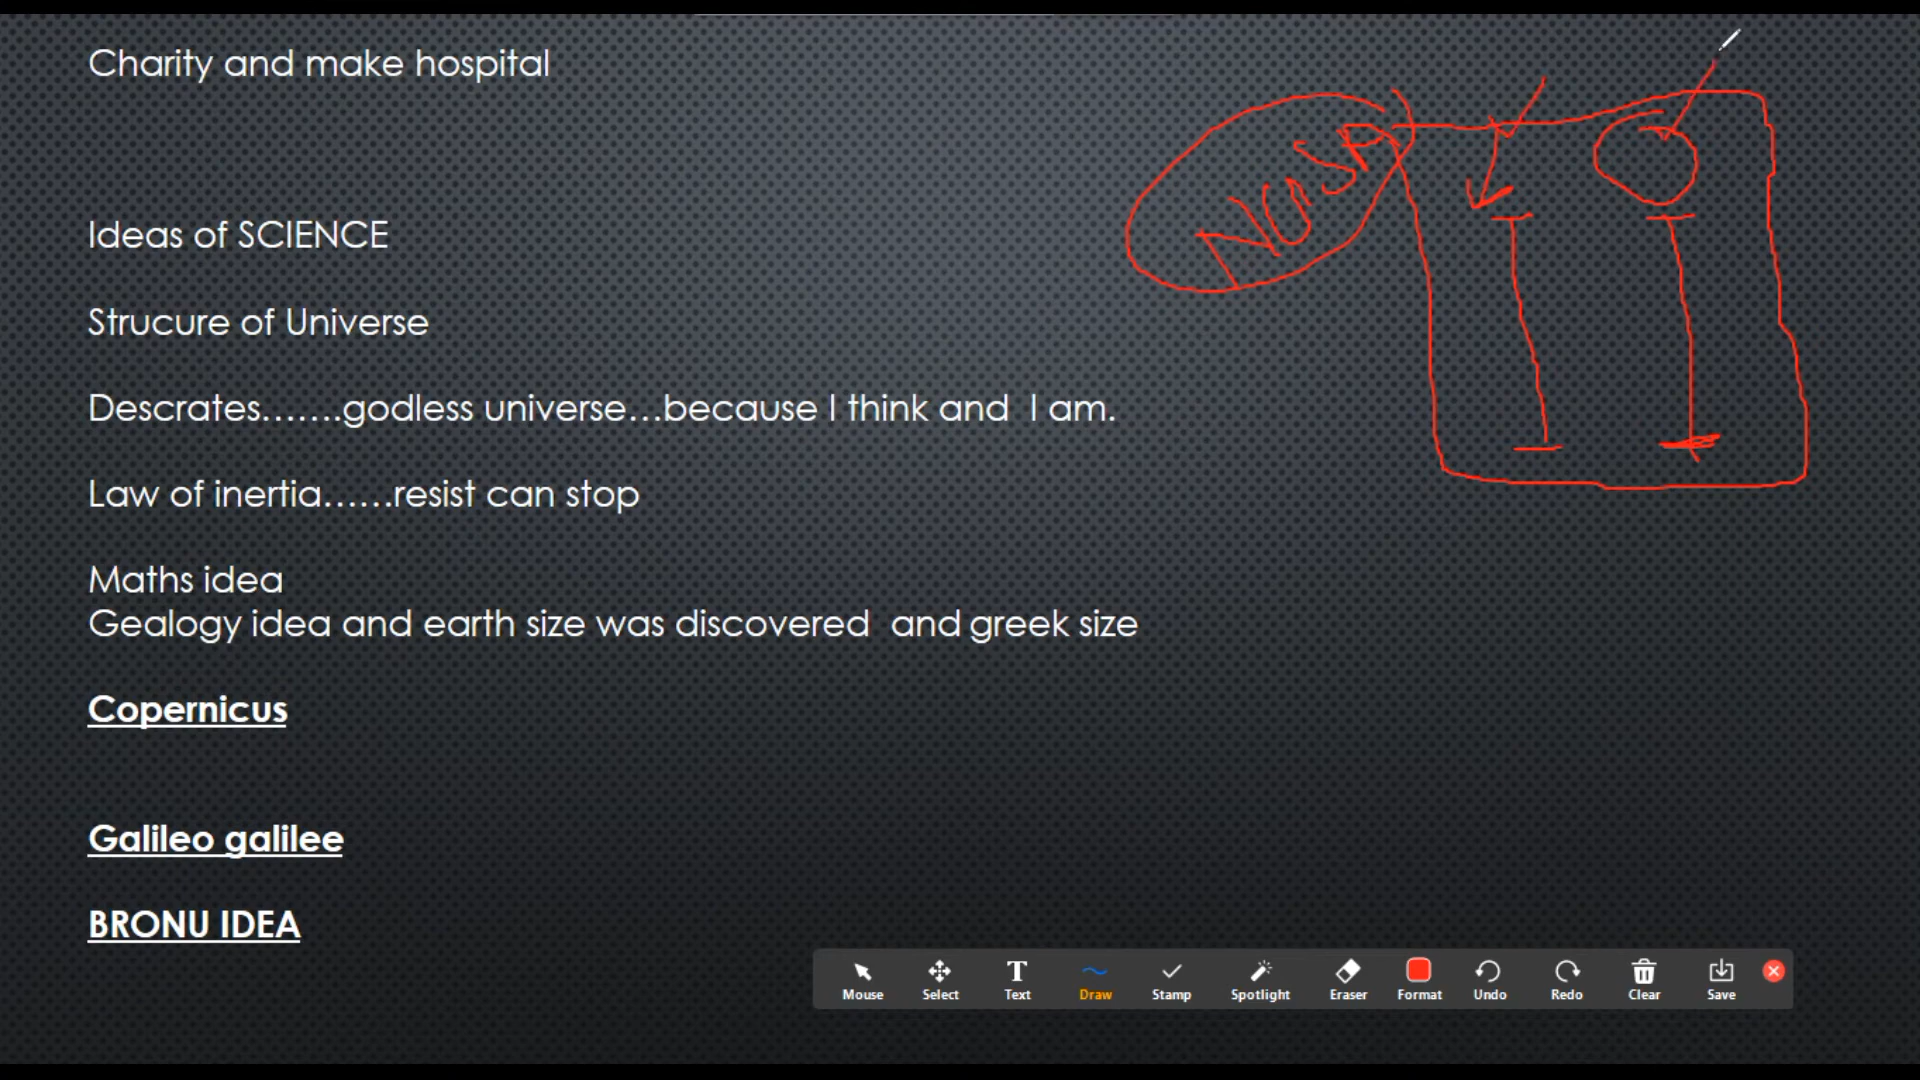 Charity and make hospital
Ideas of SCIENCE
Strucure of Universe
Descrates.......godless universe...because I think and I am.
Law of inertia......resist can stop
Maths idea
Gealogy idea and earth size was discovered and greek size
Copernicus
Galileo galilee
BRONU IDEA
Mouse Select Text Draw Stamp Spotlight Eraser Format Undo Redo Clear Save